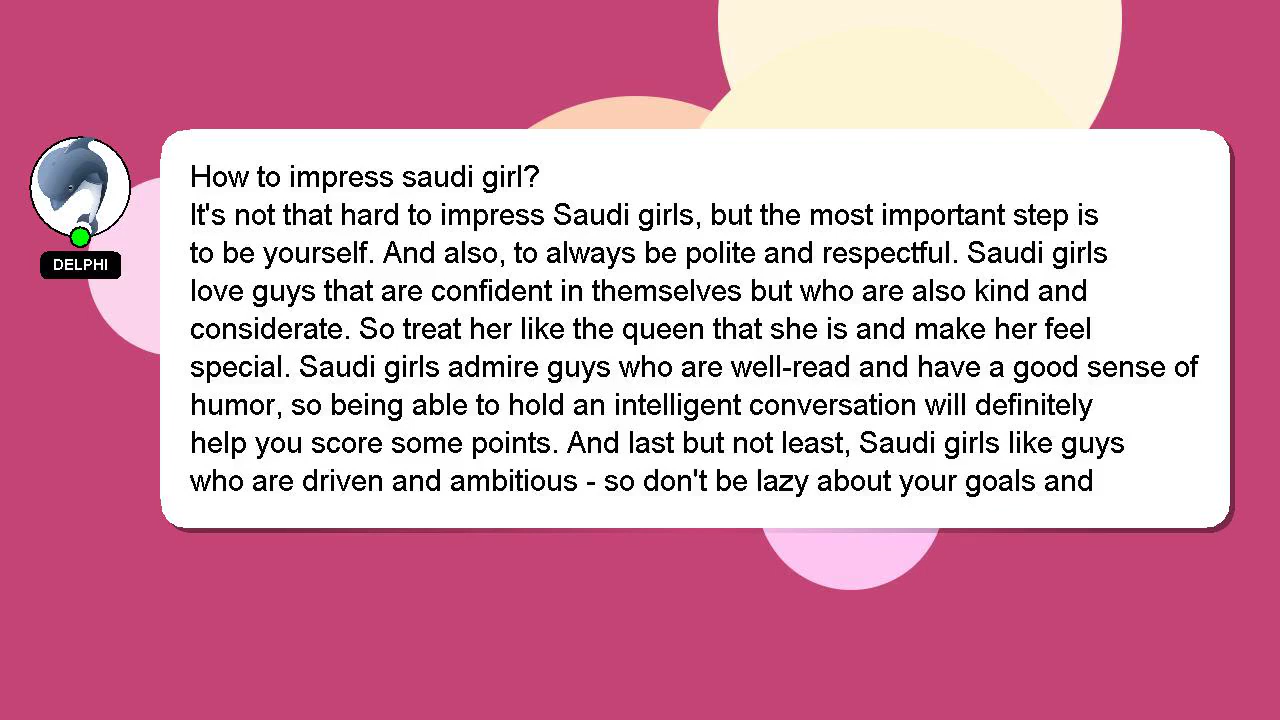 How to impress saudi girl?
It's not that hard to impress Saudi girls, but the most important step is
to be yourself. And also, to always be polite and respectful. Saudi girls
love guys that are confident in themselves but who are also kind and
considerate. So treat her like the queen that she is and make her feel
special. Saudi girls admire guys who are well-read and have a good sense of
humor, so being able to hold an intelligent conversation will definitely
help you score some points. And last but not least, Saudi girls like guys
who are driven and ambitious - so don't be lazy about your goals and
DELPHI